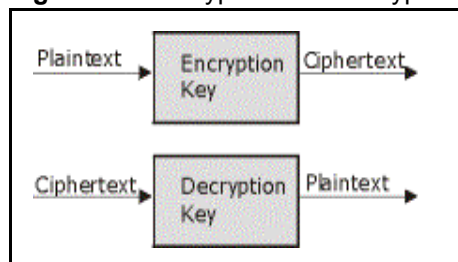 Plaintext
Encryption
Key
Ciphertext
Ciphertext
Decryption
Key
Plaintext